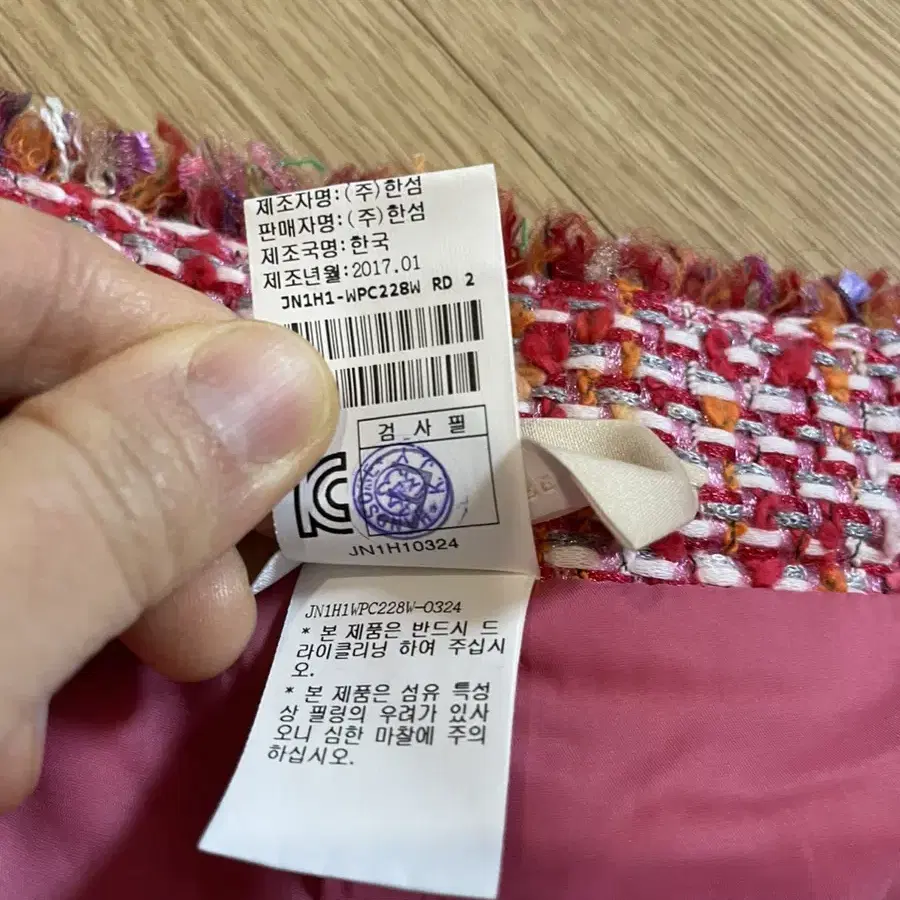 제조자명:(주)한섬
판매자명:(주)한섬
제조국명:한국
제조년월:2017.01
JN1H1-WPC228W RD 2
검 사 필
JN1H10324
JN1H1WPC228W-0324
* 본 제품은 반드시 드
라이클리닝 하여 주십시
오.
* 본 제품은 섬유 특성
상 필링의 우려가 있사
오니 심한 마찰에 주의
하십시오.